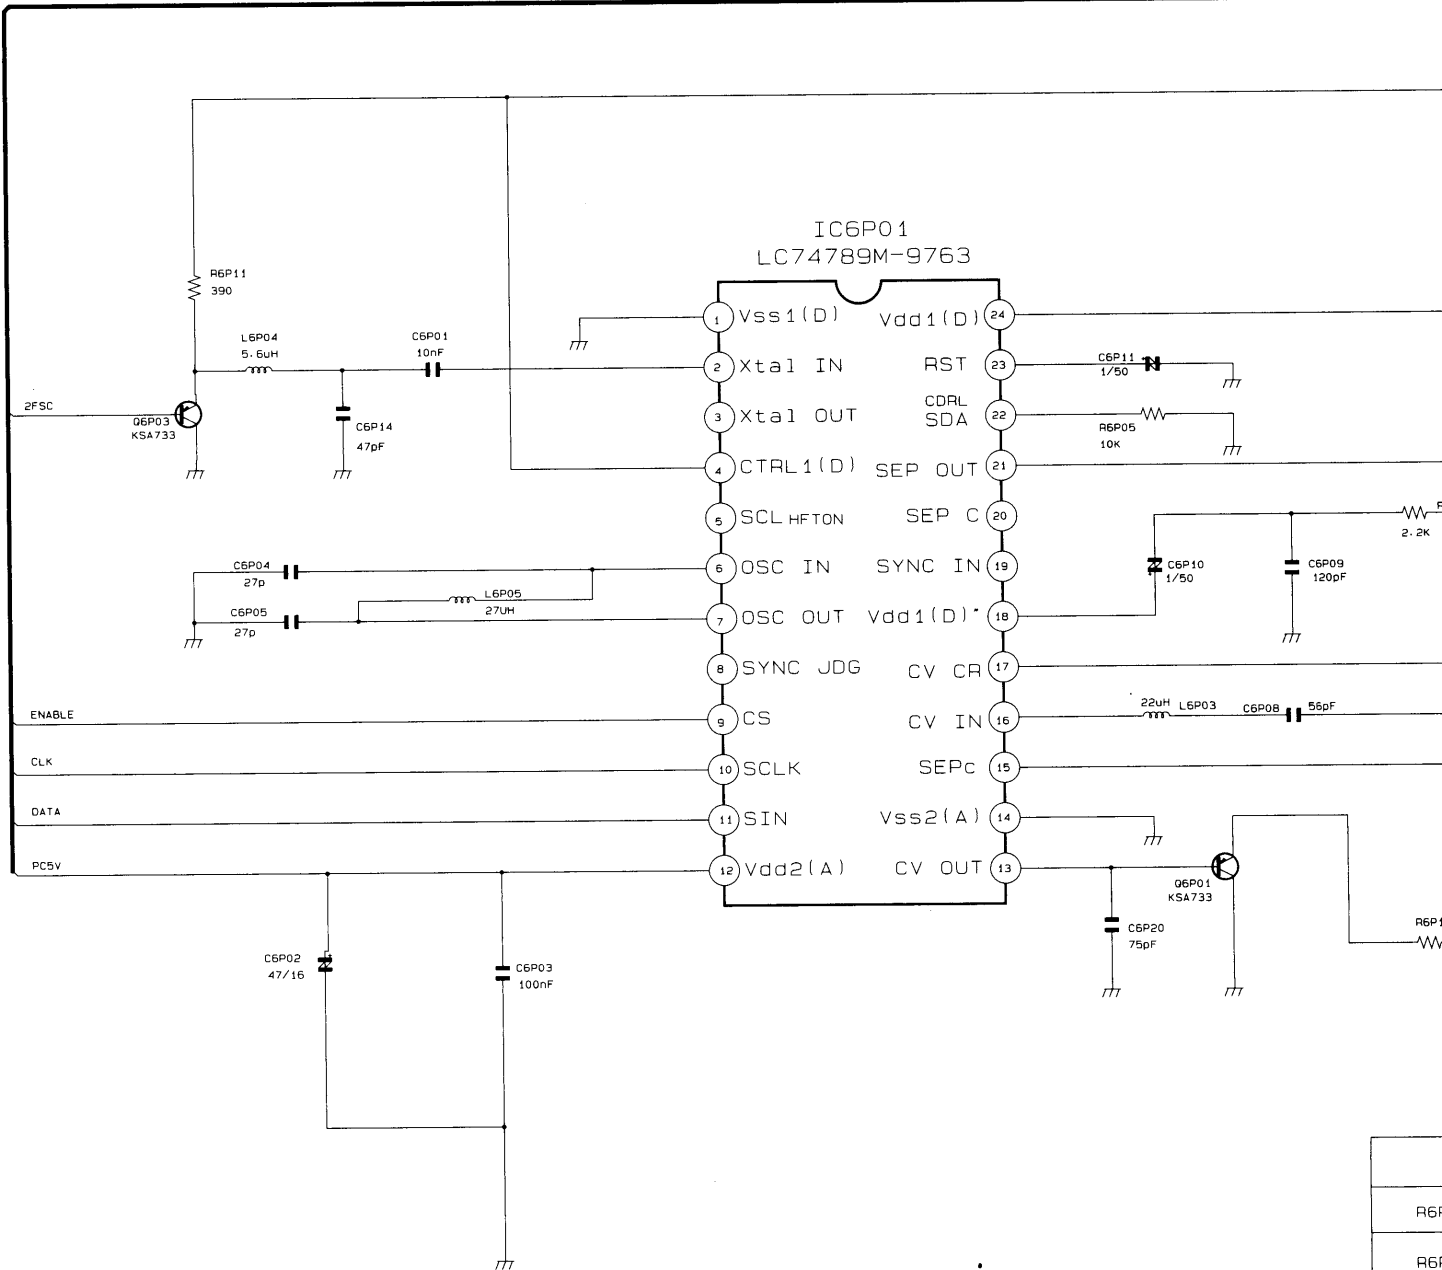 IC6P01
LC74789M-9763
R6P11
390
L6P04
5.6uH
C6P01
10nF
2FSC
Q6P03
KSA733
C6P14
47pF
C6P04
27p
L6P05
27UH
C6P05
27p
ENABLE
CLK
DATA
PC5V
C6P02
47/16
C6P03
100nF
1 Vss1(D)
2 Xtal IN
3 Xtal OUT
4 CTRL1(D)
5 SCL HFTON
6 OSC IN
7 OSC OUT
8 SYNC JDG
9 CS
10 SCLK
11 SIN
12 Vdd2(A)
Vdd1(D) 24
RST 23
CDRL
SDA 22
SEP OUT 21
SEP C 20
SYNC IN 19
Vdd1(D) 18
CV CR 17
CV IN 16
SEPc 15
Vss2(A) 14
CV OUT 13
C6P11
1/50
R6P05
10K
2.2K
C6P10
1/50
C6P09
120pF
22uH L6P03
C6P08 56pF
Q6P01
KSA733
C6P20
75pF
R6P1
R6P
R6P